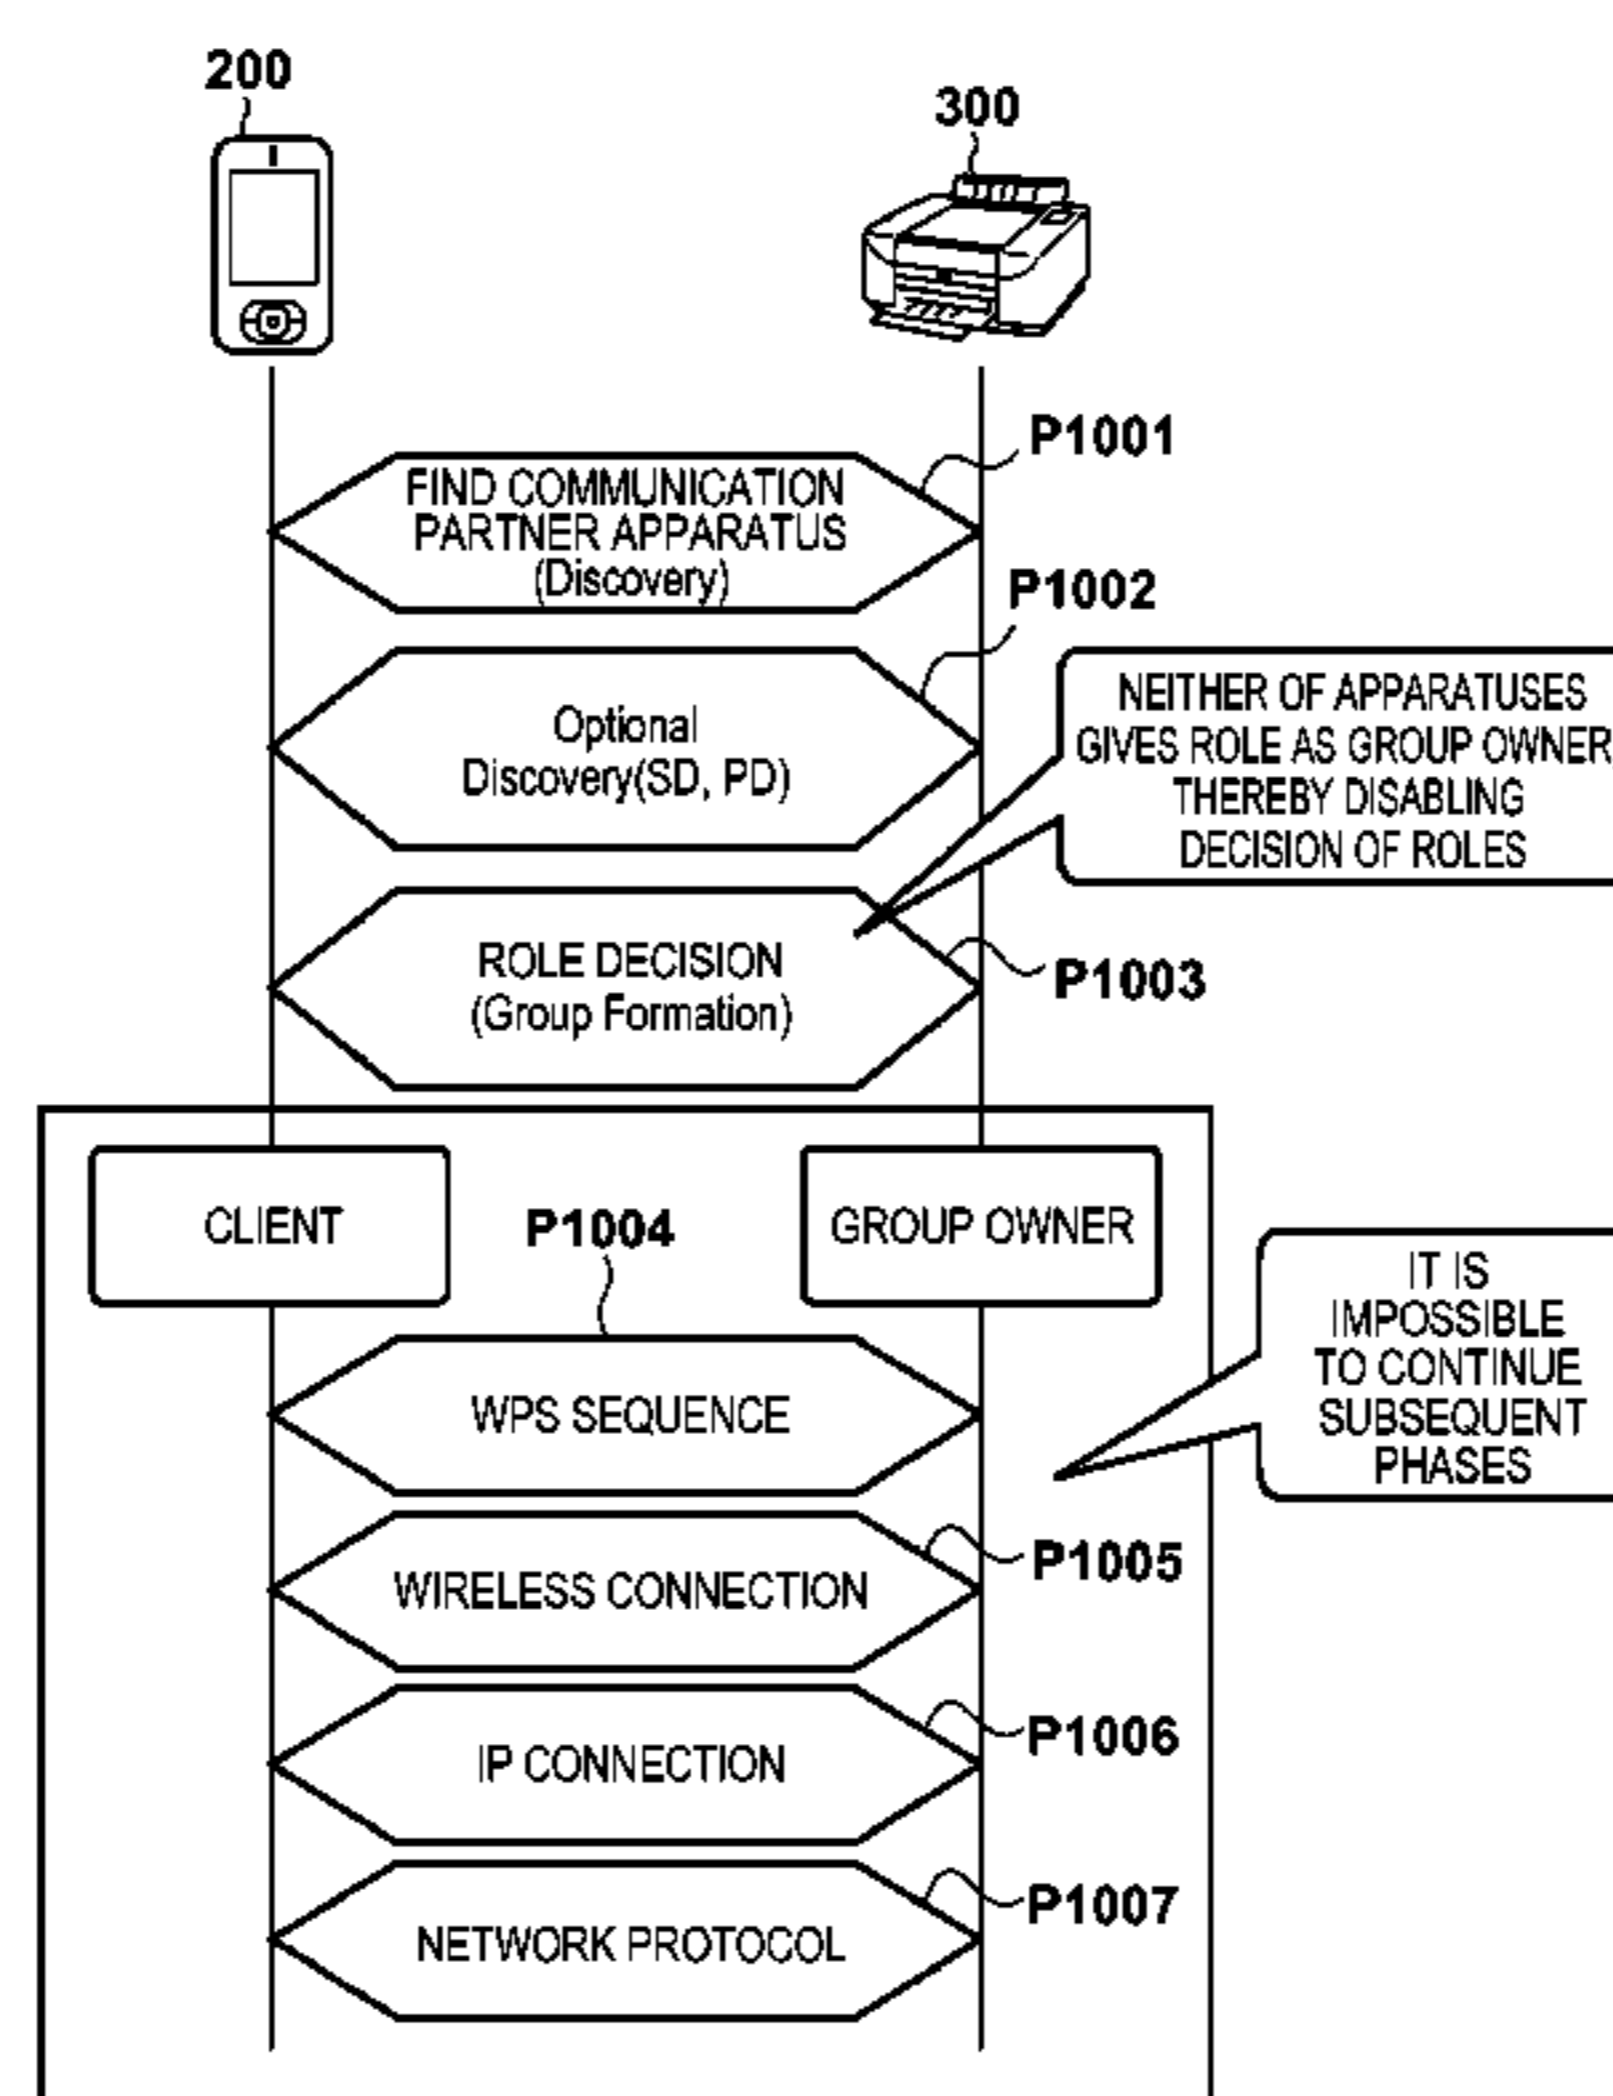 200
300
P1001
FIND COMMUNICATION
PARTNER APPARATUS
(Discovery)
P1002
Optional
Discovery(SD, PD)
NEITHER OF APPARATUSES
GIVES ROLE AS GROUP OWNER
THEREBY DISABLING
DECISION OF ROLES
ROLE DECISION
(Group Formation)
P1003
CLIENT
P1004
GROUP OWNER
IT IS
IMPOSSIBLE
TO CONTINUE
SUBSEQUENT
PHASES
WPS SEQUENCE
P1005
WIRELESS CONNECTION
P1006
IP CONNECTION
P1007
NETWORK PROTOCOL